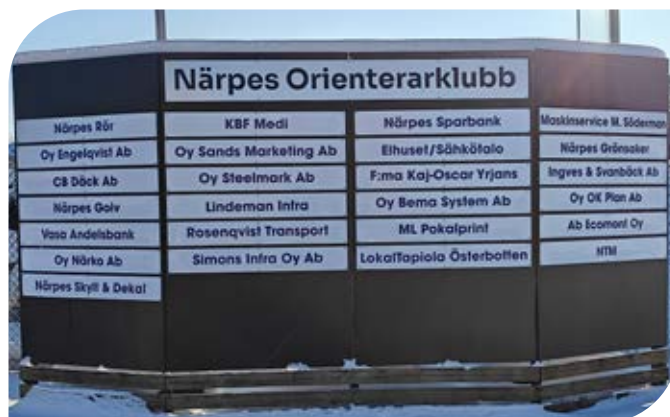 Närpes Orienterarklubb
Närpes Rör
Oy Engelqvist Ab
CB Däck Ab
Närpes Golv
Vasa Andelsbank
Oy Närko Ab
Närpes Skylt & Dekal
KBF Medi
Oy Sands Marketing Ab
Oy Steelmark Ab
Lindeman Infra
Rosenqvist Transport
Simons Infra Oy Ab
Närpes Sparbank
Elhuset/Sähkötalo
F:ma Kaj-Oscar Yrjans
Oy Bema System Ab
ML Pokalprint
LokalTapiola Österbotten
Maskinservice M. Söderman
Närpes Grönsaker
Ingves & Svanbäck Ab
Oy OK Plan Ab
Ab Ecomont Oy
NTM